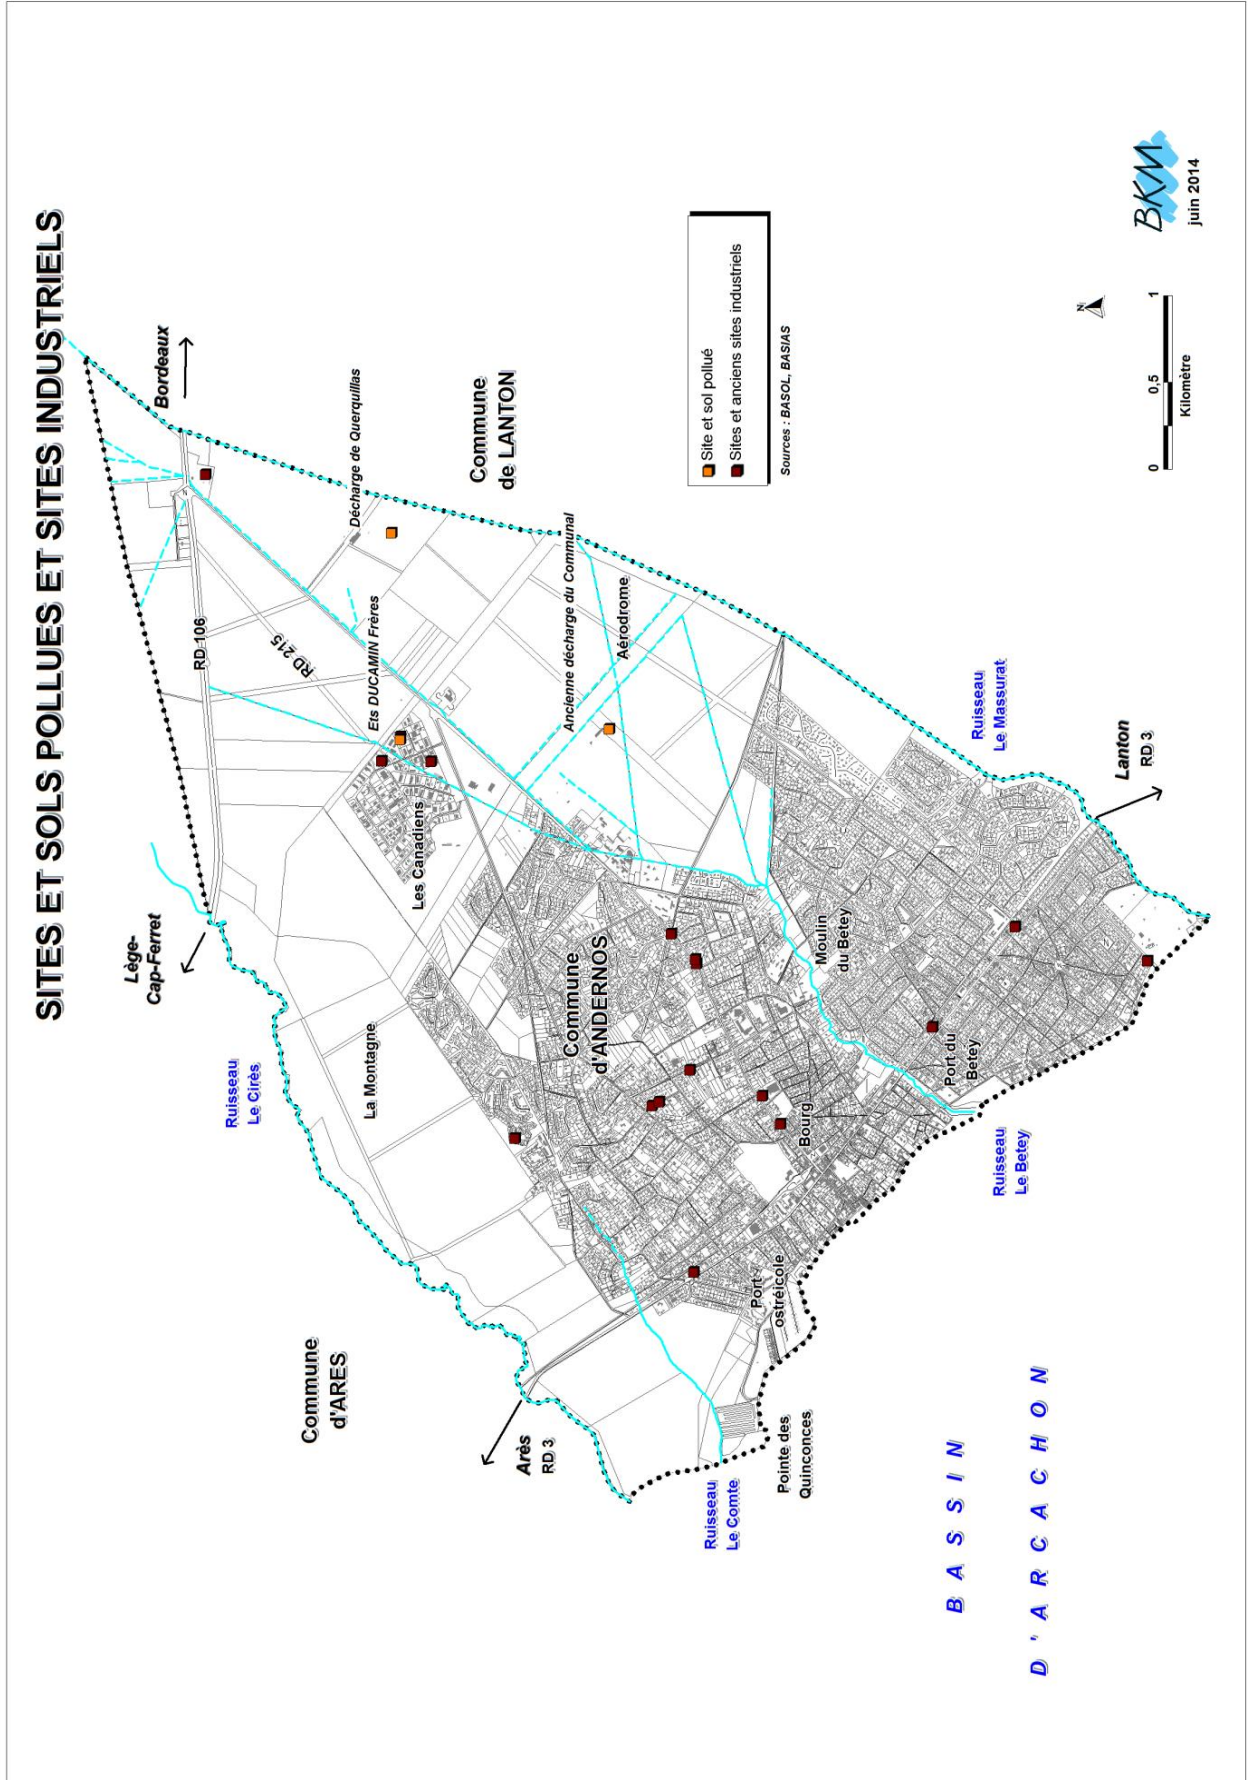 SITES ET SOLS POLLUES ET SITES INDUSTRIELS
Lège-
Cap-Ferret
Bordeaux
RD 106
RD 215
Ruisseau
Le Cirès
La Montagne
Décharge de Querquillas
Ets DUCAMIN Frères
Les Canadiens
Commune
de LANTON
Commune
d'ARES
Arès
RD 3
Ancienne décharge du Communal
Aérodrome
Commune
d'ANDERNOS
Site et sol pollué
Sites et anciens sites industriels
Sources : BASOL, BASIAS
Ruisseau
Le Comte
Pointe des
Quinconces
Port
ostréicole
Bourg
Moulin
du Betey
Port du
Betey
Ruisseau
Le Betey
Ruisseau
Le Massurat
Lanton
RD 3
BASSIN
D'ARCACHON
N
0 0,5 1
Kilomètre
BKM
juin 2014